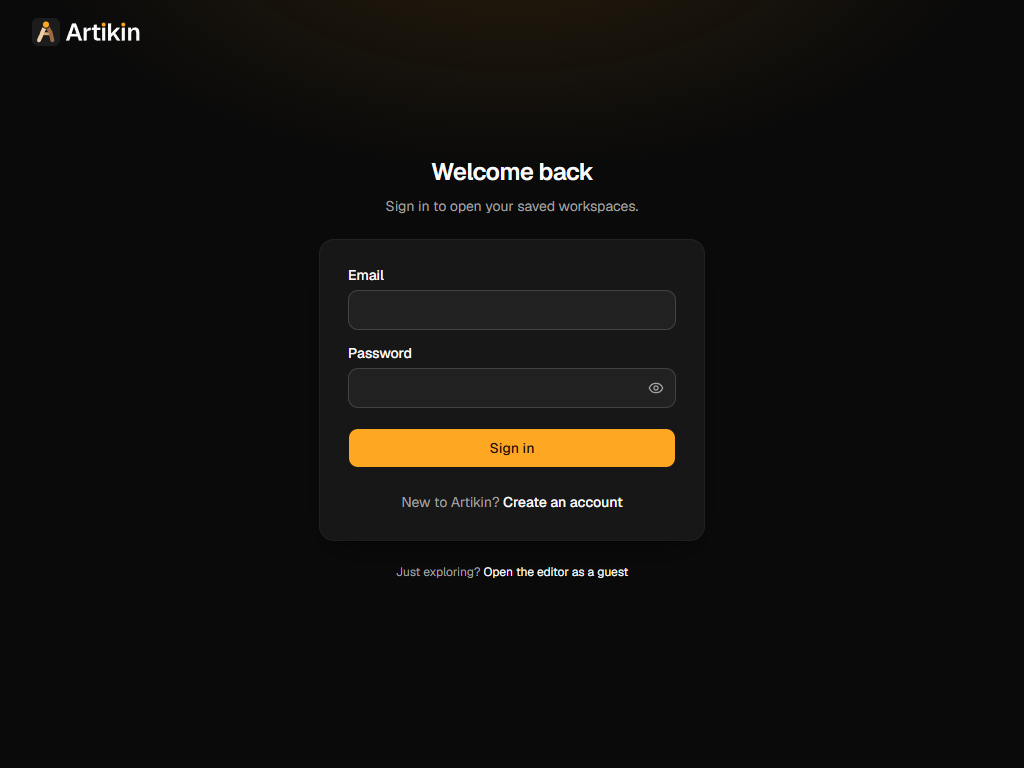 Artikin
Welcome back
Sign in to open your saved workspaces.
Email
Password
Sign in
New to Artikin? Create an account
Just exploring? Open the editor as a guest